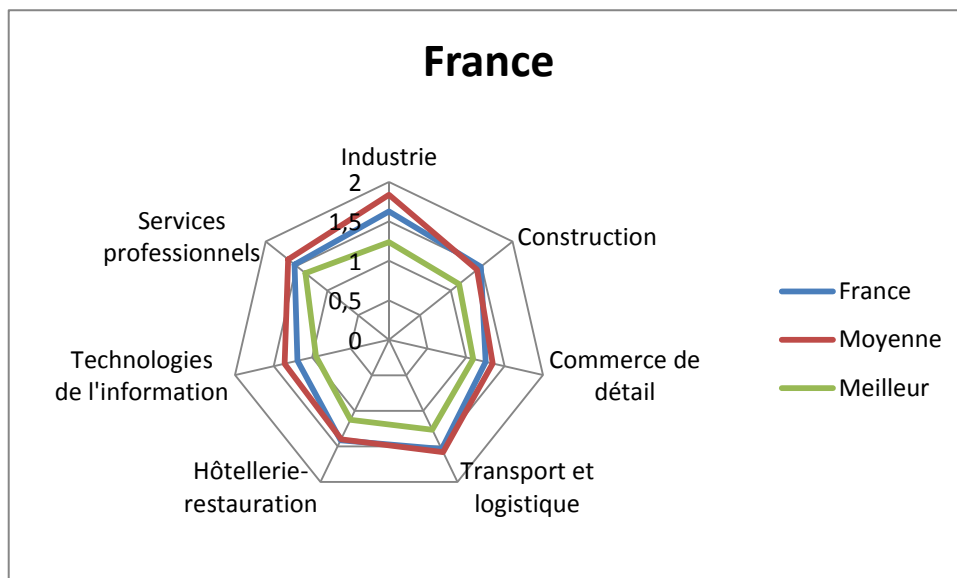 France
Industrie
2
1,5
1
0,5
0
Construction
Commerce de
détail
Transport et
logistique
Hôtellerie-
restauration
Technologies
de l'information
Services
professionnels
France
Moyenne
Meilleur